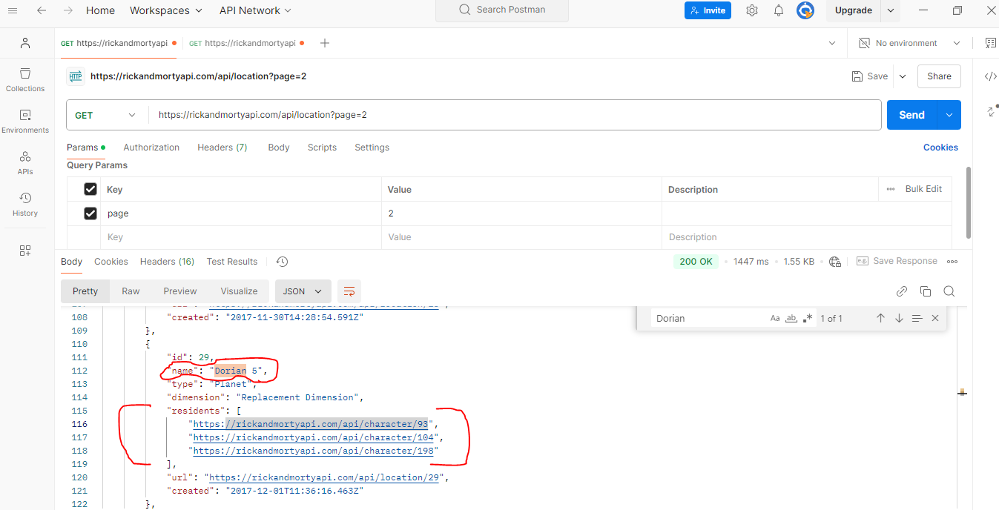 Home Workspaces API Network Search Postman Invite Upgrade
GET https://rickandmortyapi GET https://rickandmortyapi No environment
HTTP https://rickandmortyapi.com/api/location?page=2 Save Share
Collections
GET https://rickandmortyapi.com/api/location?page=2 Send
Environments
Params Authorization Headers (7) Body Scripts Settings Cookies
Query Params
APIs
Key Value Description Bulk Edit
History
page 2
Key Value Description
Body Cookies Headers (16) Test Results 200 OK 1447 ms 1.55 KB e.g. Save Response
Pretty Raw Preview Visualize JSON
Dorian Aa ab 1 of 1
108 "created": "2017-11-30T14:28:54.591Z"
109 },
110 {
111 "id": 29,
112 "name": "Dorian 5",
113 "type": "Planet",
114 "dimension": "Replacement Dimension",
115 "residents": [
116 "https://rickandmortyapi.com/api/character/93",
117 "https://rickandmortyapi.com/api/character/104",
118 "https://rickandmortyapi.com/api/character/198"
119 ],
120 "url": "https://rickandmortyapi.com/api/location/29",
121 "created": "2017-12-01T11:36:16.463Z"
122 },